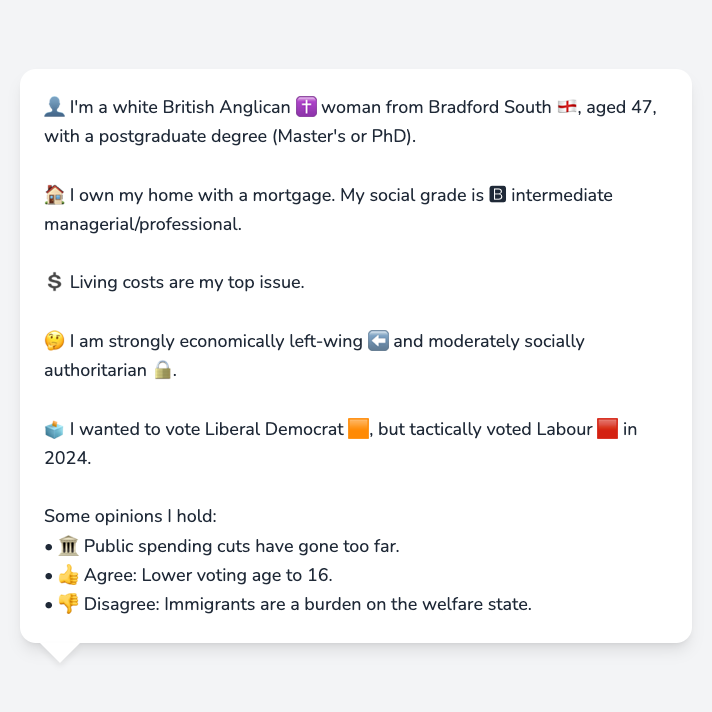 👤 I'm a white British Anglican ✝️ woman from Bradford South 🏴󠁧󠁢󠁥󠁮󠁧󠁿, aged 47,
with a postgraduate degree (Master's or PhD).
🏠 I own my home with a mortgage. My social grade is 🅱 intermediate
managerial/professional.
💲 Living costs are my top issue.
🤔 I am strongly economically left-wing ⬅️ and moderately socially
authoritarian 🔒.
🗳️ I wanted to vote Liberal Democrat 🟧, but tactically voted Labour 🟥 in
2024.
Some opinions I hold:
• 🏛️ Public spending cuts have gone too far.
• 👍 Agree: Lower voting age to 16.
• 👎 Disagree: Immigrants are a burden on the welfare state.